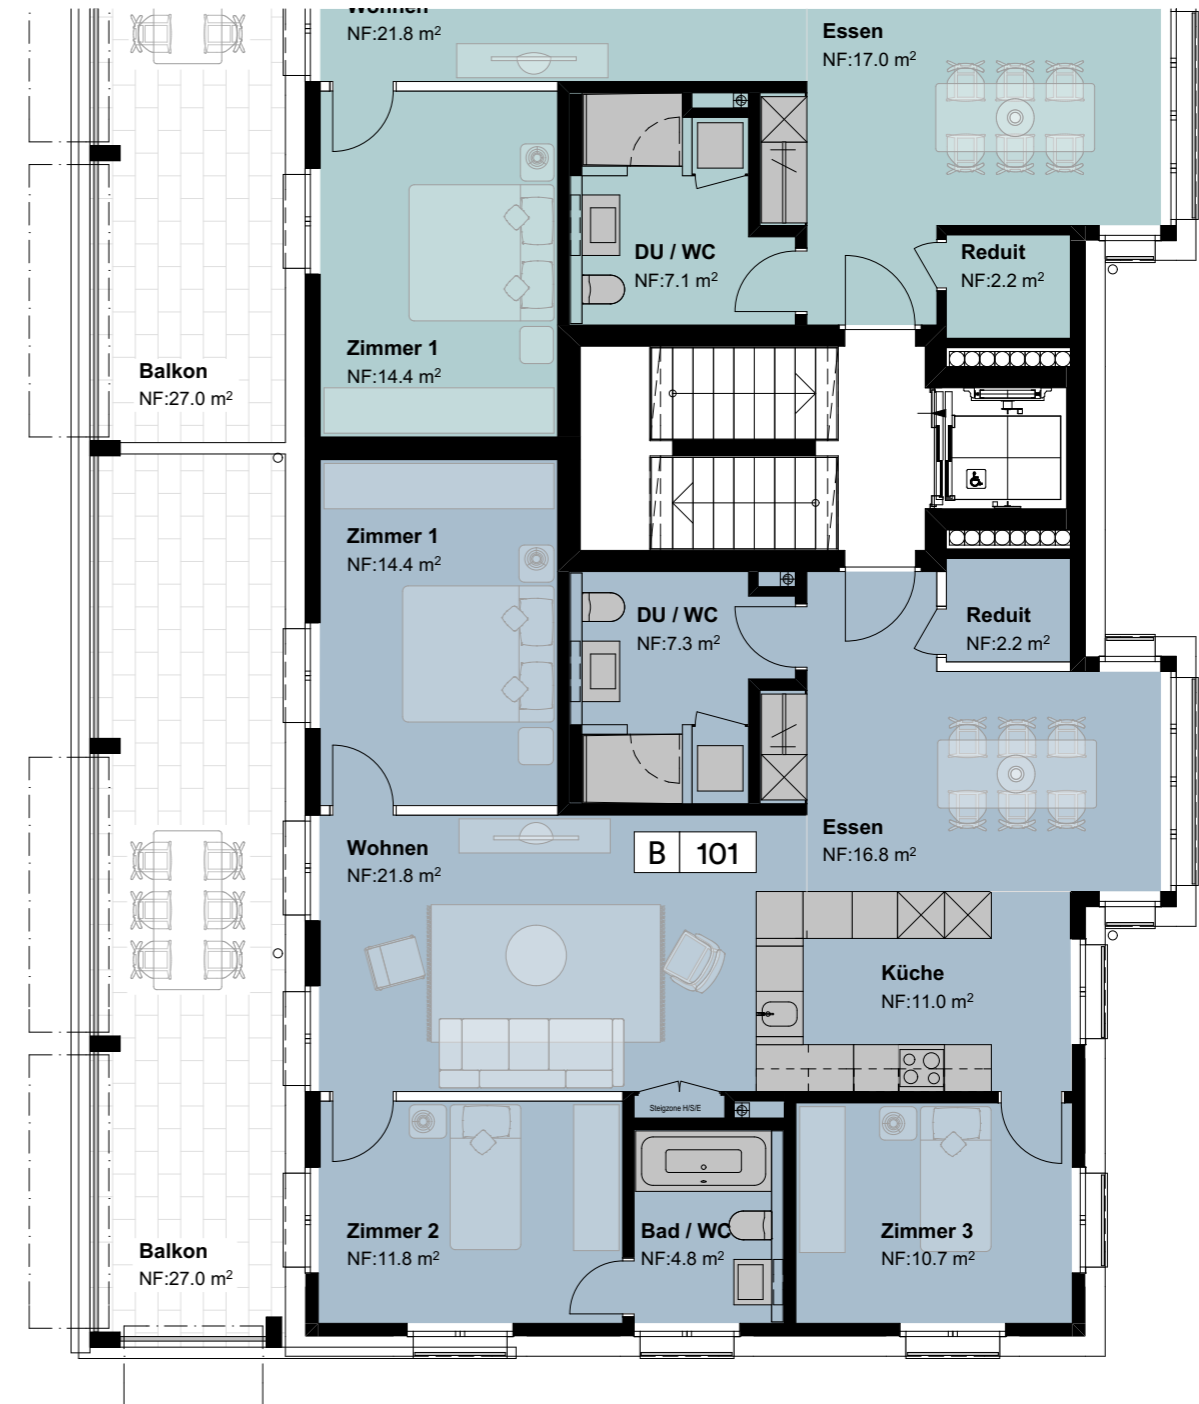 Wohnen
NF:21.8 m²
Essen
NF:17.0 m²
DU / WC
NF:7.1 m²
Reduit
NF:2.2 m²
Zimmer 1
NF:14.4 m²
Balkon
NF:27.0 m²
Zimmer 1
NF:14.4 m²
DU / WC
NF:7.3 m²
Reduit
NF:2.2 m²
Wohnen
NF:21.8 m²
B 101
Essen
NF:16.8 m²
Küche
NF:11.0 m²
Steigzone H/S/E
Zimmer 2
NF:11.8 m²
Bad / WC
NF:4.8 m²
Zimmer 3
NF:10.7 m²
Balkon
NF:27.0 m²